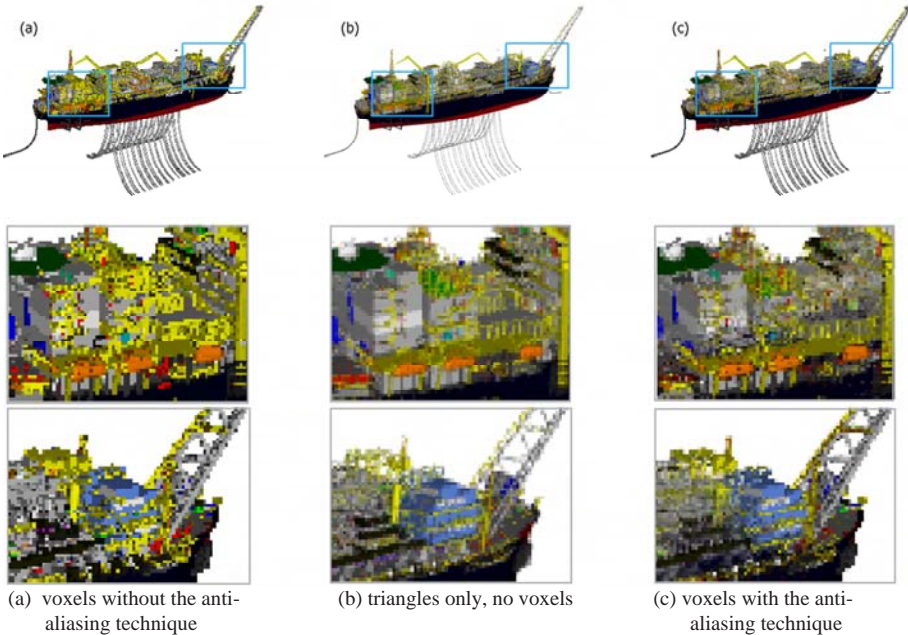 (a)
(b)
(c)
(a) voxels without the anti-
aliasing technique
(b) triangles only, no voxels
(c) voxels with the anti-
aliasing technique